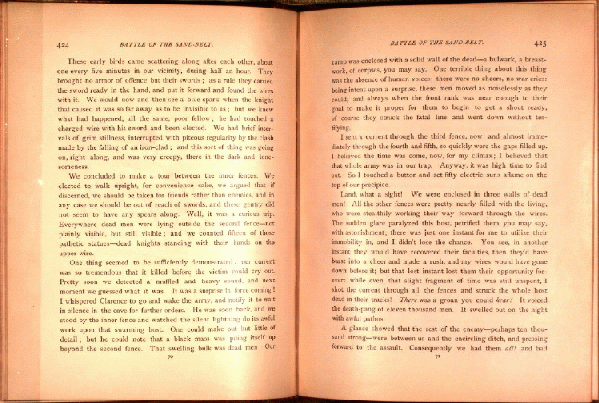 424
BATTLE OF THE SAND-BELT.
These early birds came scattering along after each other, about
one every five minutes in our vicinity, during half an hour. They
brought no armor of offence but their swords; as a rule they carried
the sword ready in the hand, and put it forward and found the wires
with it. We would now and then see a blue spark when the knight
that caused it was so far away as to be invisible to us; but we knew
what had happened, all the same, poor fellow; he had touched a
charged wire with his sword and been elected. We had brief inter-
vals of grim stillness, interrupted with piteous regularity by the clash
made by the falling of an iron-clad; and this sort of thing was going
on, right along, and was very creepy, there in the dark and lone-
someness.
We concluded to make a tour between the inner fences. We
elected to walk upright, for convenience sake; we argued that if
discerned, we should be taken for friends rather than enemies, and in
any case we should be out of reach of swords, and these gentry did
not seem to have any spears along. Well, it was a curious trip.
Everywhere dead men were lying outside the second fence—not
plainly visible, but still visible; and we counted fifteen of those
pathetic statues—dead knights standing with their hands on the
upper wire.
One thing seemed to be sufficiently demonstrated: our current
was so tremendous that it killed before the victim could cry out.
Pretty soon we detected a muffled and heavy sound, and next
moment we guessed what it was. It was a surprise in force coming!
I whispered Clarence to go and wake the army, and notify it to wait
in silence in the cave for further orders. He was soon back, and we
stood by the inner fence and watched the silent lightning do its awful
work upon that swarming host. One could make out but little of
detail; but he could note that a black mass was piling itself up
beyond the second fence. That swelling bulk was dead men. Our
BATTLE OF THE SAND-BELT.
425
camp was enclosed with a solid wall of the dead—a bulwark, a breast-
work, of corpses, you may say. One terrible thing about this thing
was the absence of human voices: there were no cheers, no war cries:
being intent upon a surprise, these men moved as noiselessly as they
could; and always when the front rank was near enough to their
goal to make it proper for them to begin to get a shout ready,
of course they struck the fatal line and went down without tes-
tifying.
I sent a current through the third fence, now; and almost imme-
diately through the fourth and fifth, so quickly were the gaps filled up.
I believed the time was come, now, for my climax; I believed that
that whole army was in our trap. Anyway, it was high time to find
out. So I touched a button and set fifty electric suns aflame on the
top of our precipice.
Land, what a sight! We were enclosed in three walls of dead
men! All the other fences were pretty nearly filled with the living,
who were stealthily working their way forward through the wires.
The sudden glare paralyzed this host, petrified them you may say,
with astonishment; there was just one instant for me to utilize their
immobility in, and I didn't lose the chance. You see, in another
instant they would have recovered their faculties, then they'd have
burst into a cheer and made a rush, and my wires would have gone
down before it; but that lost instant lost them their opportunity for-
ever; while even that slight fragment of time was still unspent, I
shot the current through all the fences and struck the whole host
dead in their tracks! There was a groan you could hear! It voiced
the death-pang of eleven thousand men. It swelled out on the night
with awful pathos.
A glance showed that the rest of the enemy—perhaps ten thou-
sand strong—were between us and the encircling ditch, and pressing
forward to the assault. Consequently we had them all! and had